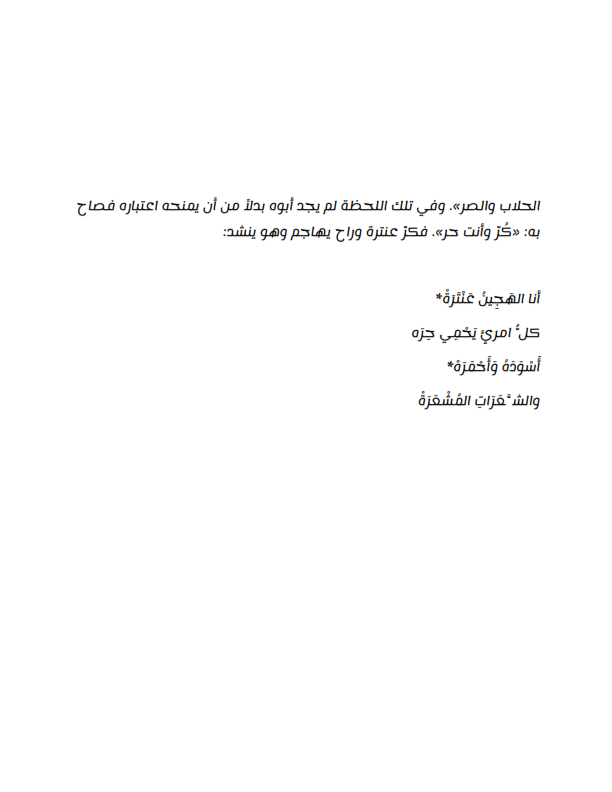 الحلاب والصر». وفي تلك اللحظة لم يجد أبوه بدلاً من أن يمنحه اعتباره فصاح
به: «كُرّ وأنت حر». فكرّ عنترة وراح يهاجم وهو ينشد:
أنا الهَجِينُ عَنْتَرَةْ*
كلُّ امرئٍ يَحْمِي حِرَه
أَسْوَدَهُ وَأَحْمَرَهْ*
والشَّعَرَاتِ المُشْعَرَةْ